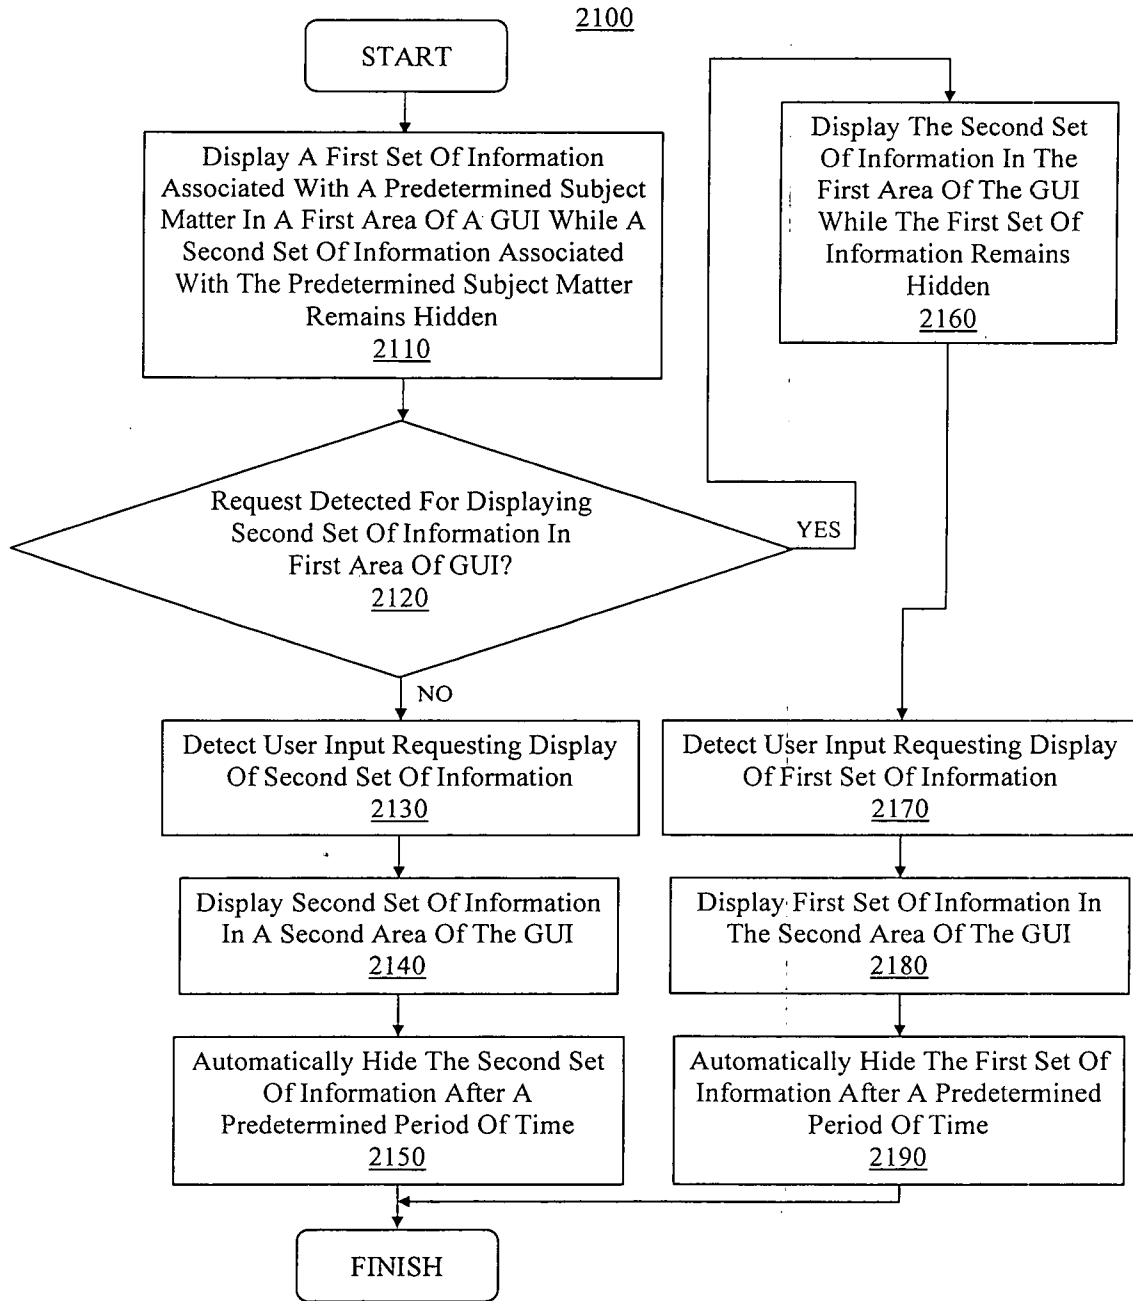 2100
START
Display A First Set Of Information
Associated With A Predetermined Subject
Matter In A First Area Of A GUI While A
Second Set Of Information Associated
With The Predetermined Subject Matter
Remains Hidden
2110
Request Detected For Displaying
Second Set Of Information In
First Area Of GUI?
2120
YES
NO
Detect User Input Requesting Display
Of Second Set Of Information
2130
Display Second Set Of Information
In A Second Area Of The GUI
2140
Automatically Hide The Second Set
Of Information After A
Predetermined Period Of Time
2150
Display The Second Set
Of Information In The
First Area Of The GUI
While The First Set Of
Information Remains
Hidden
2160
Detect User Input Requesting Display
Of First Set Of Information
2170
Display First Set Of Information In
The Second Area Of The GUI
2180
Automatically Hide The First Set Of
Information After A Predetermined
Period Of Time
2190
FINISH